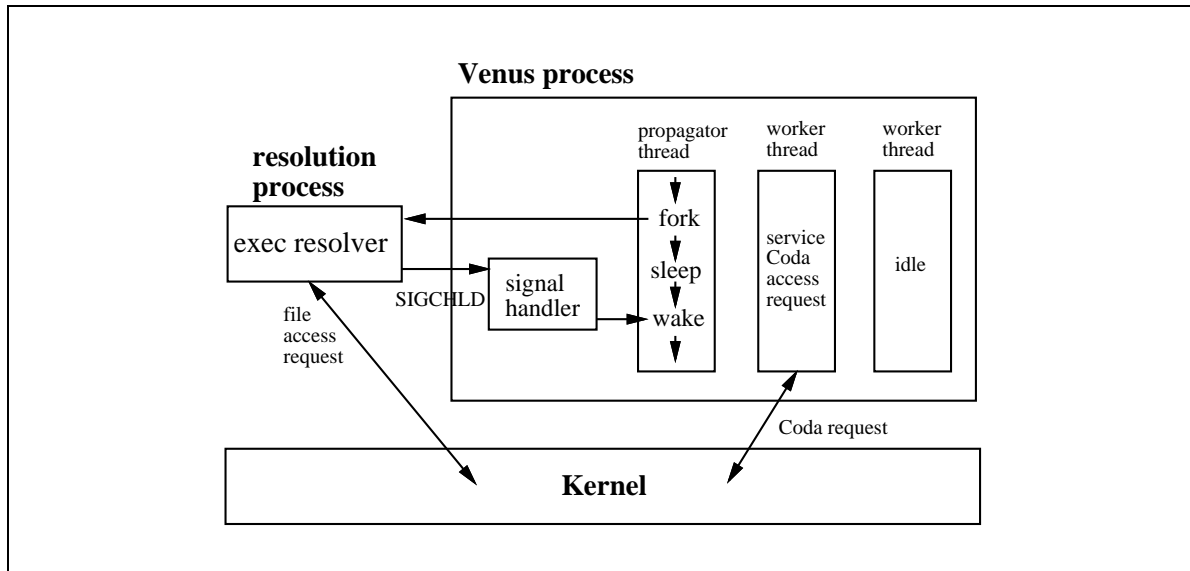 Venus process
propagator
thread
worker
thread
worker
thread
resolution
process
exec resolver
fork
sleep
wake
service
Coda
access
request
idle
signal
handler
SIGCHLD
file
access
request
Coda request
Kernel